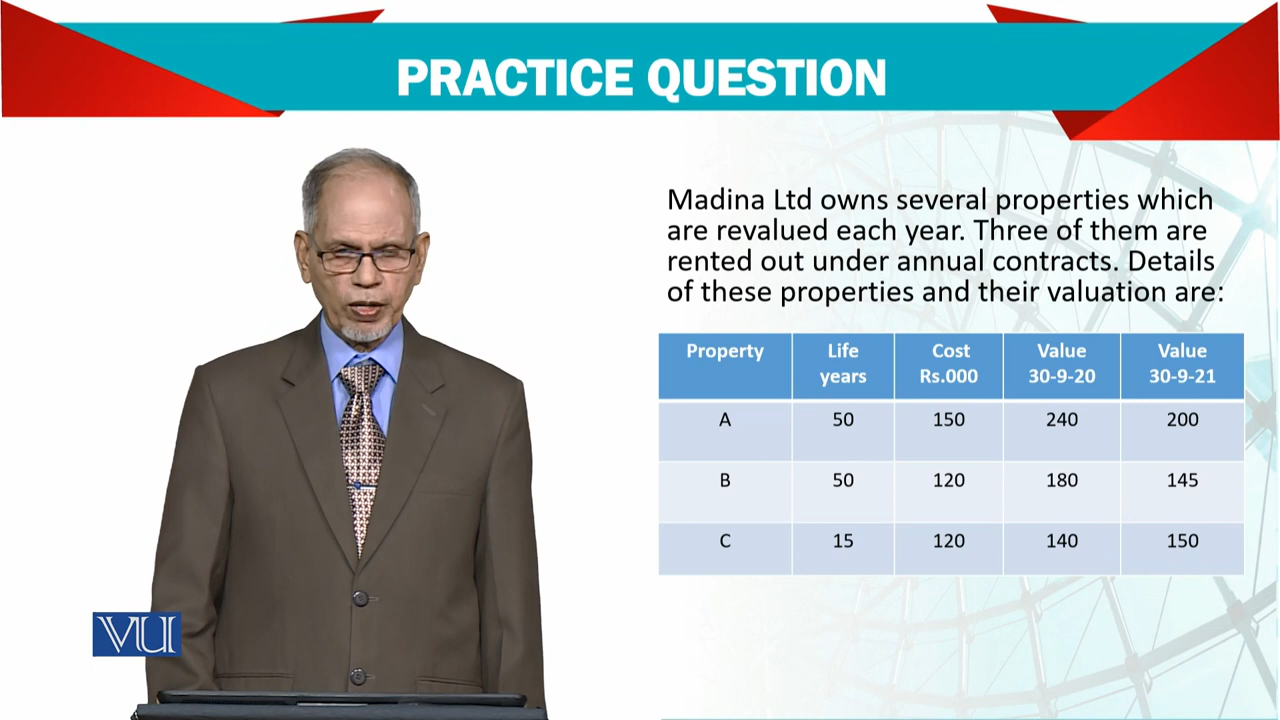 PRACTICE QUESTION
Madina Ltd owns several properties which
are revalued each year. Three of them are
rented out under annual contracts. Details
of these properties and their valuation are:
Property Life years Cost Rs.000 Value 30-9-20 Value 30-9-21
A 50 150 240 200
B 50 120 180 145
C 15 120 140 150
VU